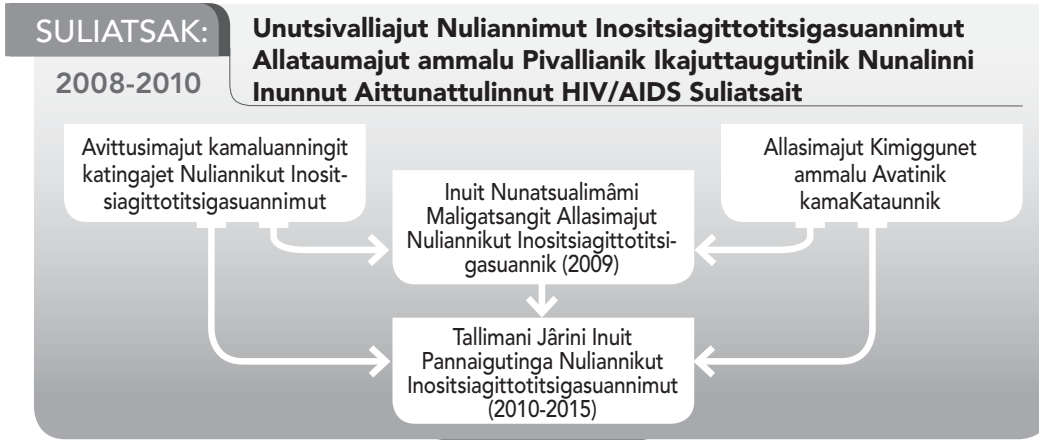 SULIATSAK:
2008-2010
Unutsivalliajut Nuliannimut Inositsiagittotitsigasuannimut
Allataumajut ammalu Pivallianik Ikajuttaugutinik Nunalinni
Inunnut Aittunattulinnut HIV/AIDS Suliatsait
Avittusimajut kamaluanningit
katingajet Nuliannikut Inosit-
siagittotitsigasuannimut
Allasimajut Kimiggunet
ammalu Avatinik
kamaKataunnik
Inuit Nunatsualimâmi
Maligatsangit Allasimajut
Nuliannikut Inositsiagittotitsi-
gasuannik (2009)
Tallimani Jârini Inuit
Pannaigutinga Nuliannikut
Inositsiagittotitsigasuannimut
(2010-2015)